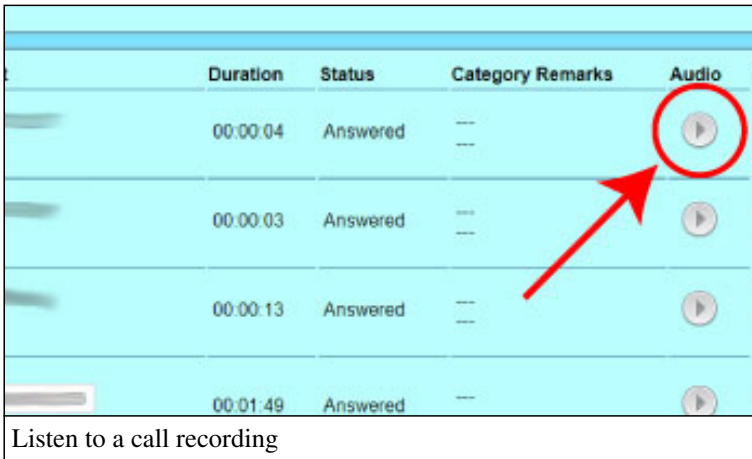 t Duration Status Category Remarks Audio
00:00:04 Answered ---
---
00:00:03 Answered ---
---
00:00:13 Answered ---
---
00:01:49 Answered ---
Listen to a call recording